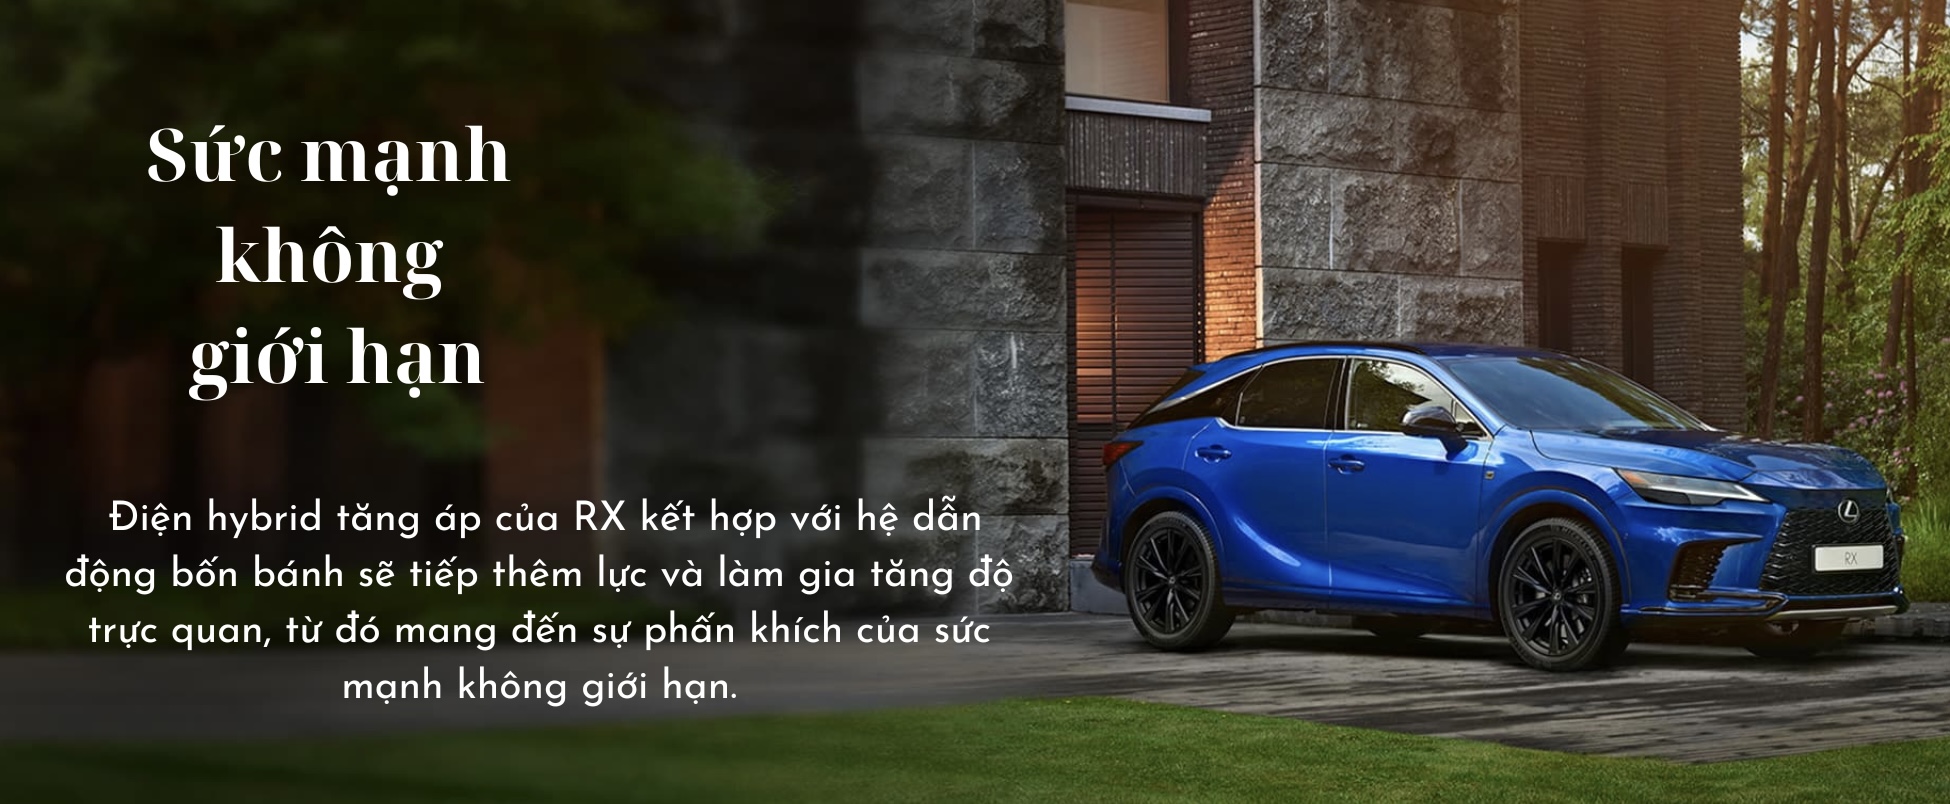 Sức mạnh
không
giới hạn
Điện hybrid tăng áp của RX kết hợp với hệ dẫn
động bốn bánh sẽ tiếp thêm lực và làm gia tăng độ
trực quan, từ đó mang đến sự phấn khích của sức
mạnh không giới hạn.
RX